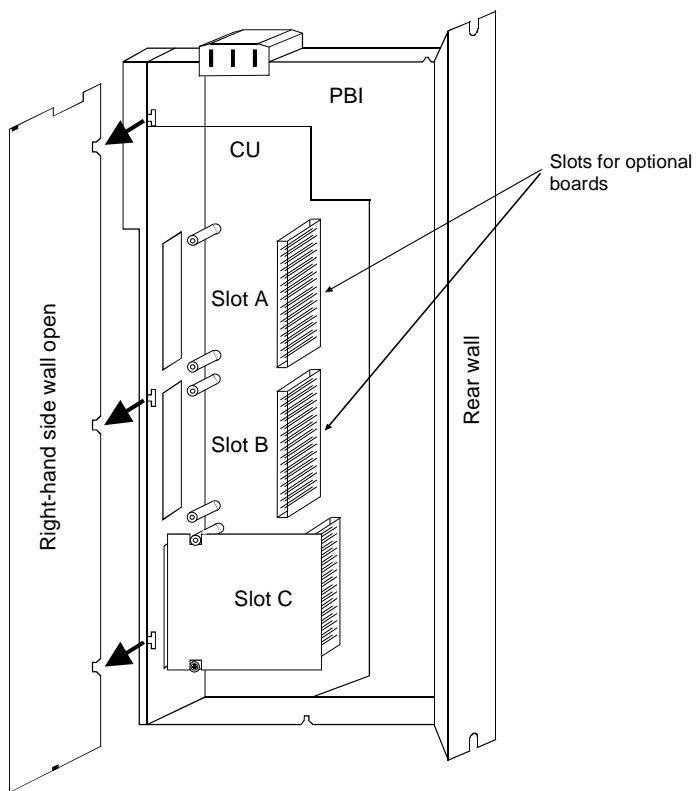 PBI
CU
Slots for optional
boards
Slot A
Right-hand side wall open
Rear wall
Slot B
Slot C